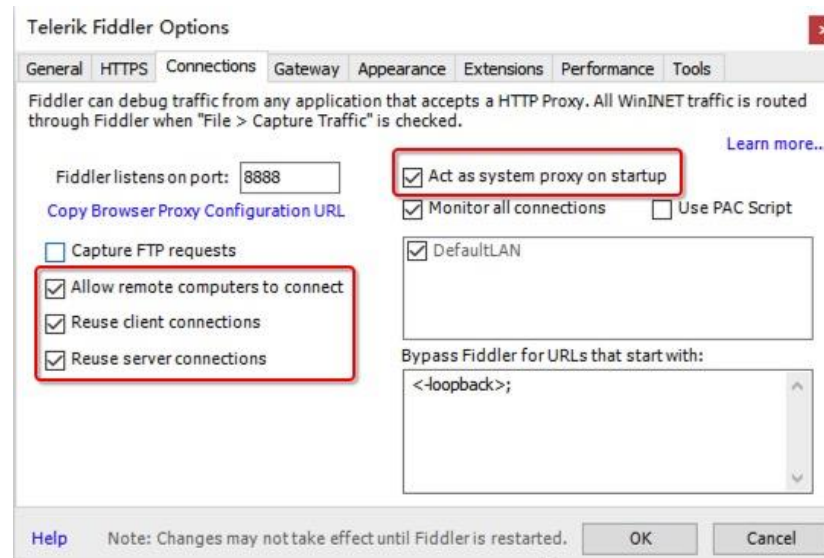 Telerik Fiddler Options
General HTTPS Connections Gateway Appearance Extensions Performance Tools
Fiddler can debug traffic from any application that accepts a HTTP Proxy. All WinINET traffic is routed
through Fiddler when "File > Capture Traffic" is checked.
Learn more...
Fiddler listens on port: 8888
Copy Browser Proxy Configuration URL
Capture FTP requests
Allow remote computers to connect
Reuse client connections
Reuse server connections
Act as system proxy on startup
Monitor all connections Use PAC Script
DefaultLAN
Bypass Fiddler for URLs that start with:
<-loopback>;
Help Note: Changes may not take effect until Fiddler is restarted. OK Cancel